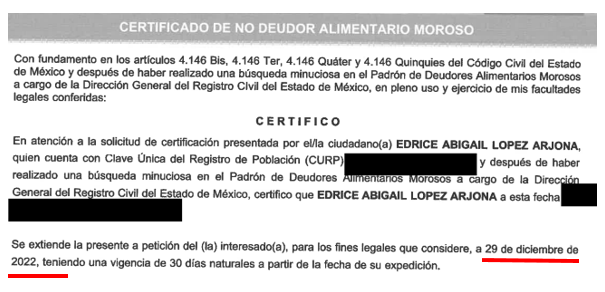 CERTIFICADO DE NO DEUDOR ALIMENTARIO MOROSO
Con fundamento en los artículos 4.146 Bis, 4.146 Ter, 4.146 Quáter y 4.146 Quinquies del Código Civil del Estado
de México y después de haber realizado una búsqueda minuciosa en el Padrón de Deudores Alimentarios Morosos
a cargo de la Dirección General del Registro Civil del Estado de México, en pleno uso y ejercicio de mis facultades
legales conferidas:
C E R T I F I C O
En atención a la solicitud de certificación presentada por el/la ciudadano(a) EDRICE ABIGAIL LOPEZ ARJONA,
quien cuenta con Clave Única del Registro de Población (CURP) y después de haber
realizado una búsqueda minuciosa en el Padrón de Deudores Alimentarios Morosos a cargo de la Dirección
General del Registro Civil del Estado de México, certifico que EDRICE ABIGAIL LOPEZ ARJONA a esta fecha
Se extiende la presente a petición del (la) interesado(a), para los fines legales que considere, a 29 de diciembre de
2022, teniendo una vigencia de 30 días naturales a partir de la fecha de su expedición.